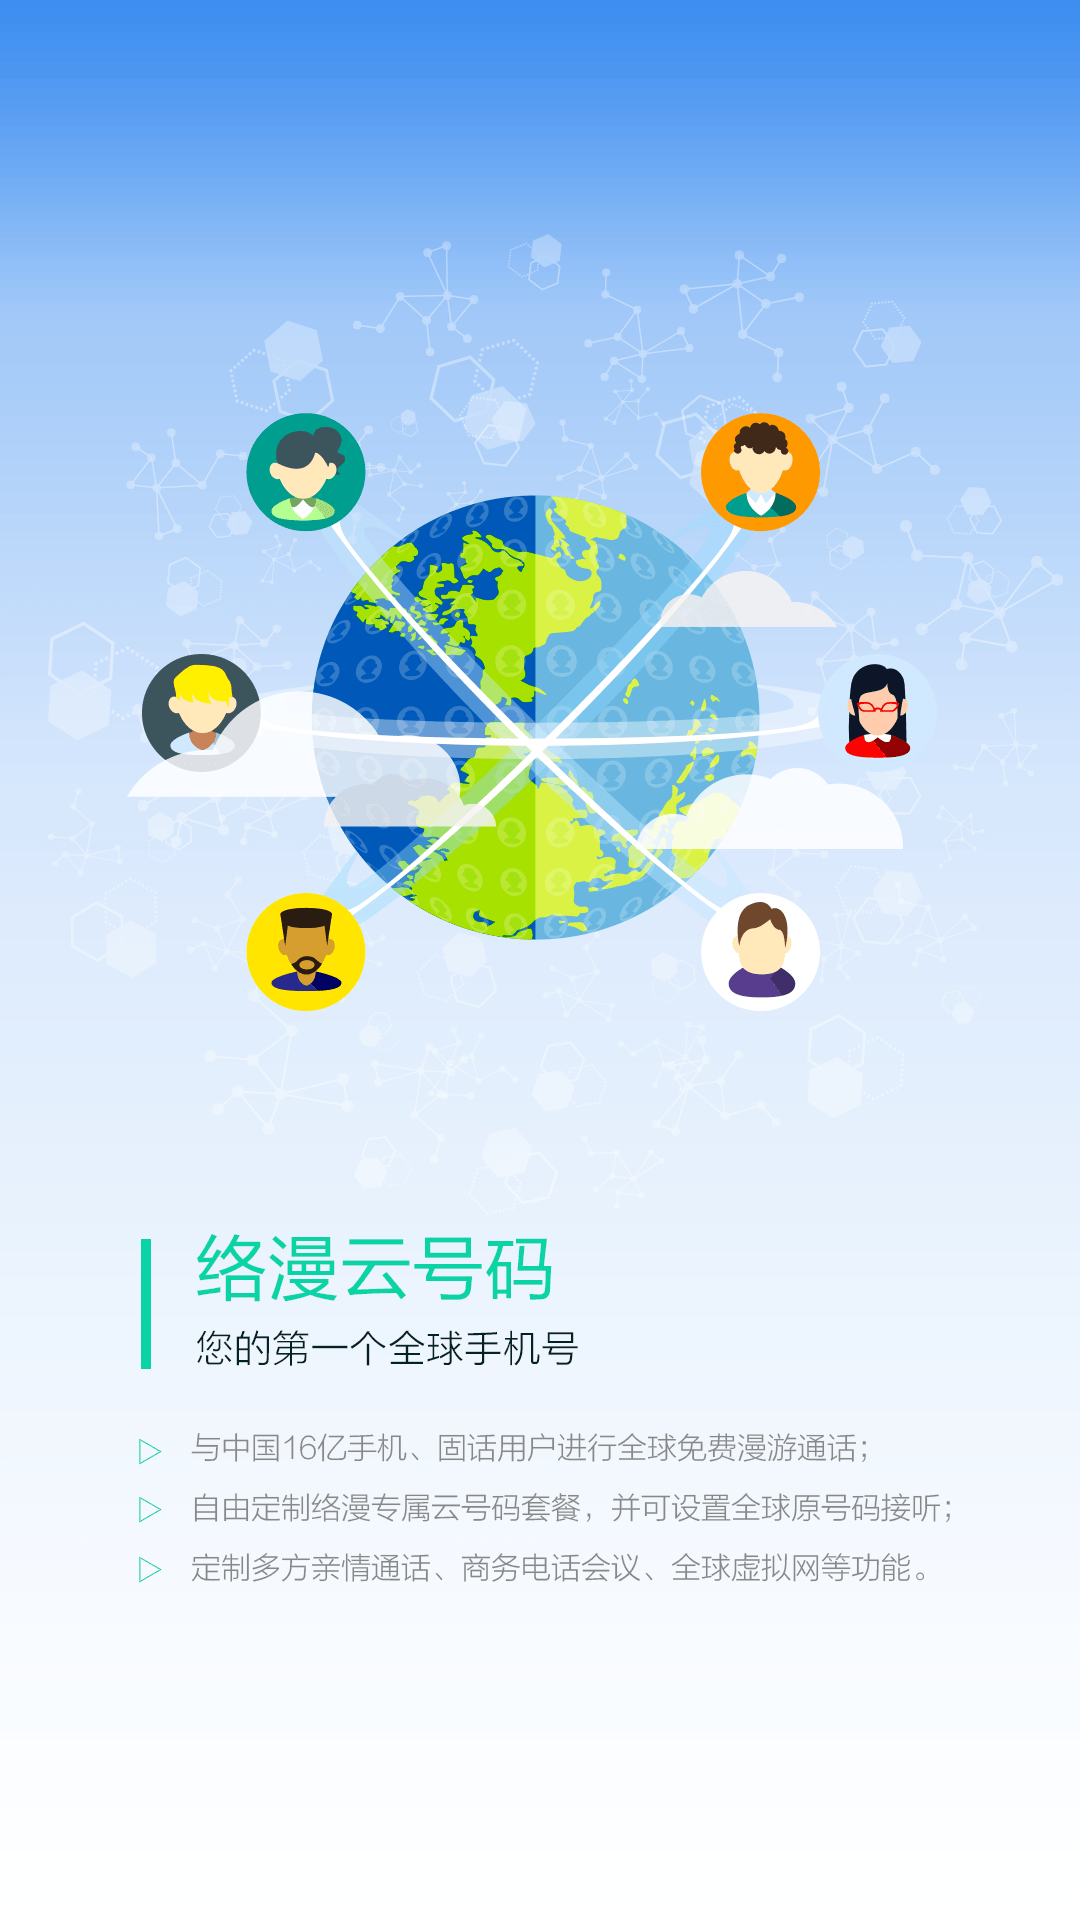 络漫云号码
您的第一个全球手机号
与中国16亿手机、固话用户进行全球免费漫游通话；
自由定制络漫专属云号码套餐，并可设置全球原号码接听；
定制多方亲情通话、商务电话会议、全球虚拟网等功能。